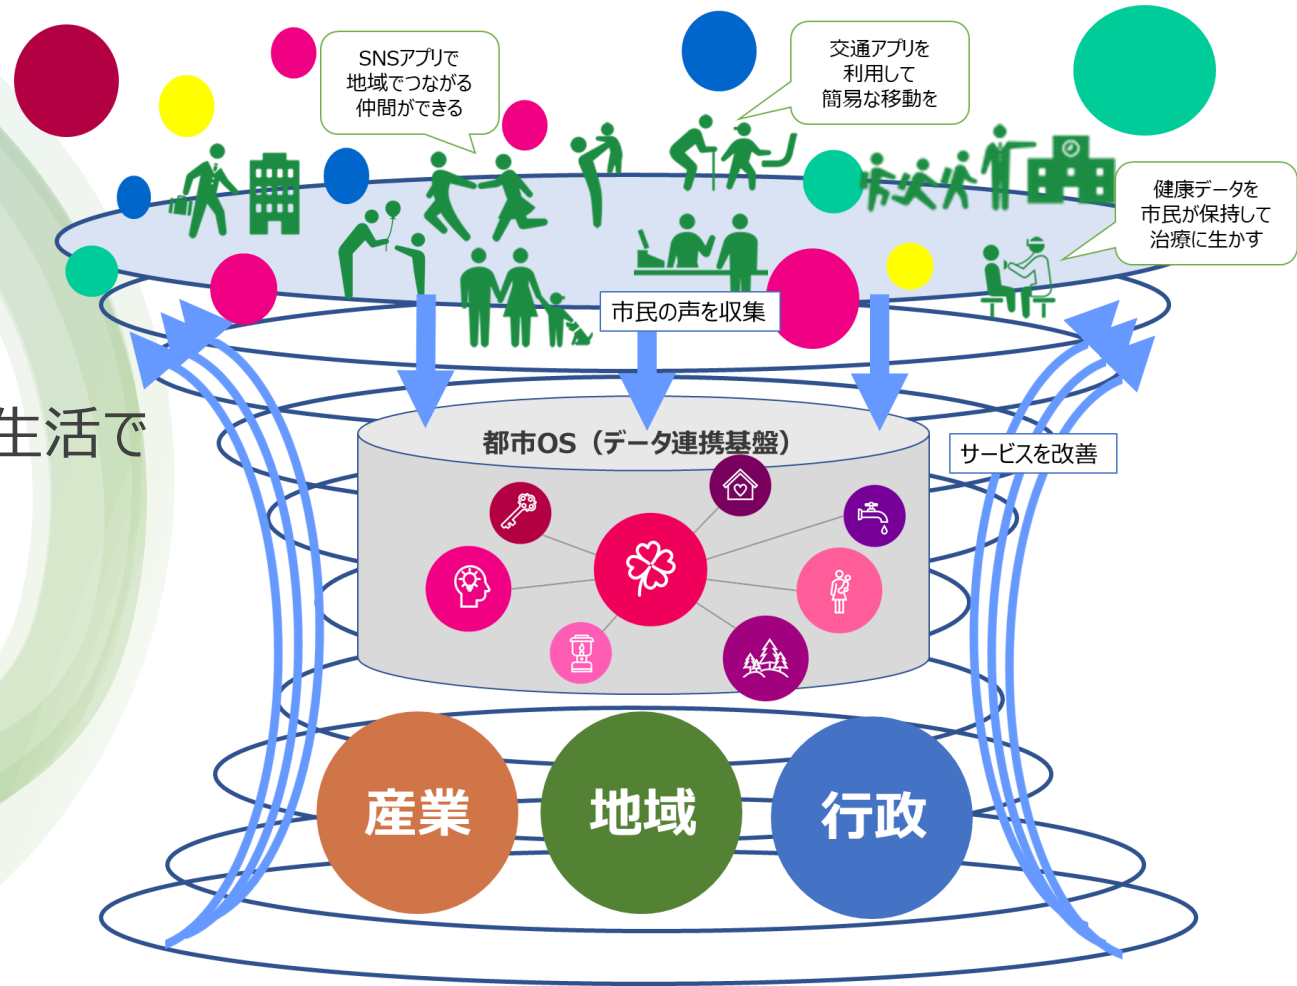 SNSアプリで
地域でつながる
仲間ができる
交通アプリを
利用して
簡易な移動を
健康データを
市民が保持して
治療に生かす
市民の声を収集
生活で
都市OS（データ連携基盤）
サービスを改善
産業
地域
行政